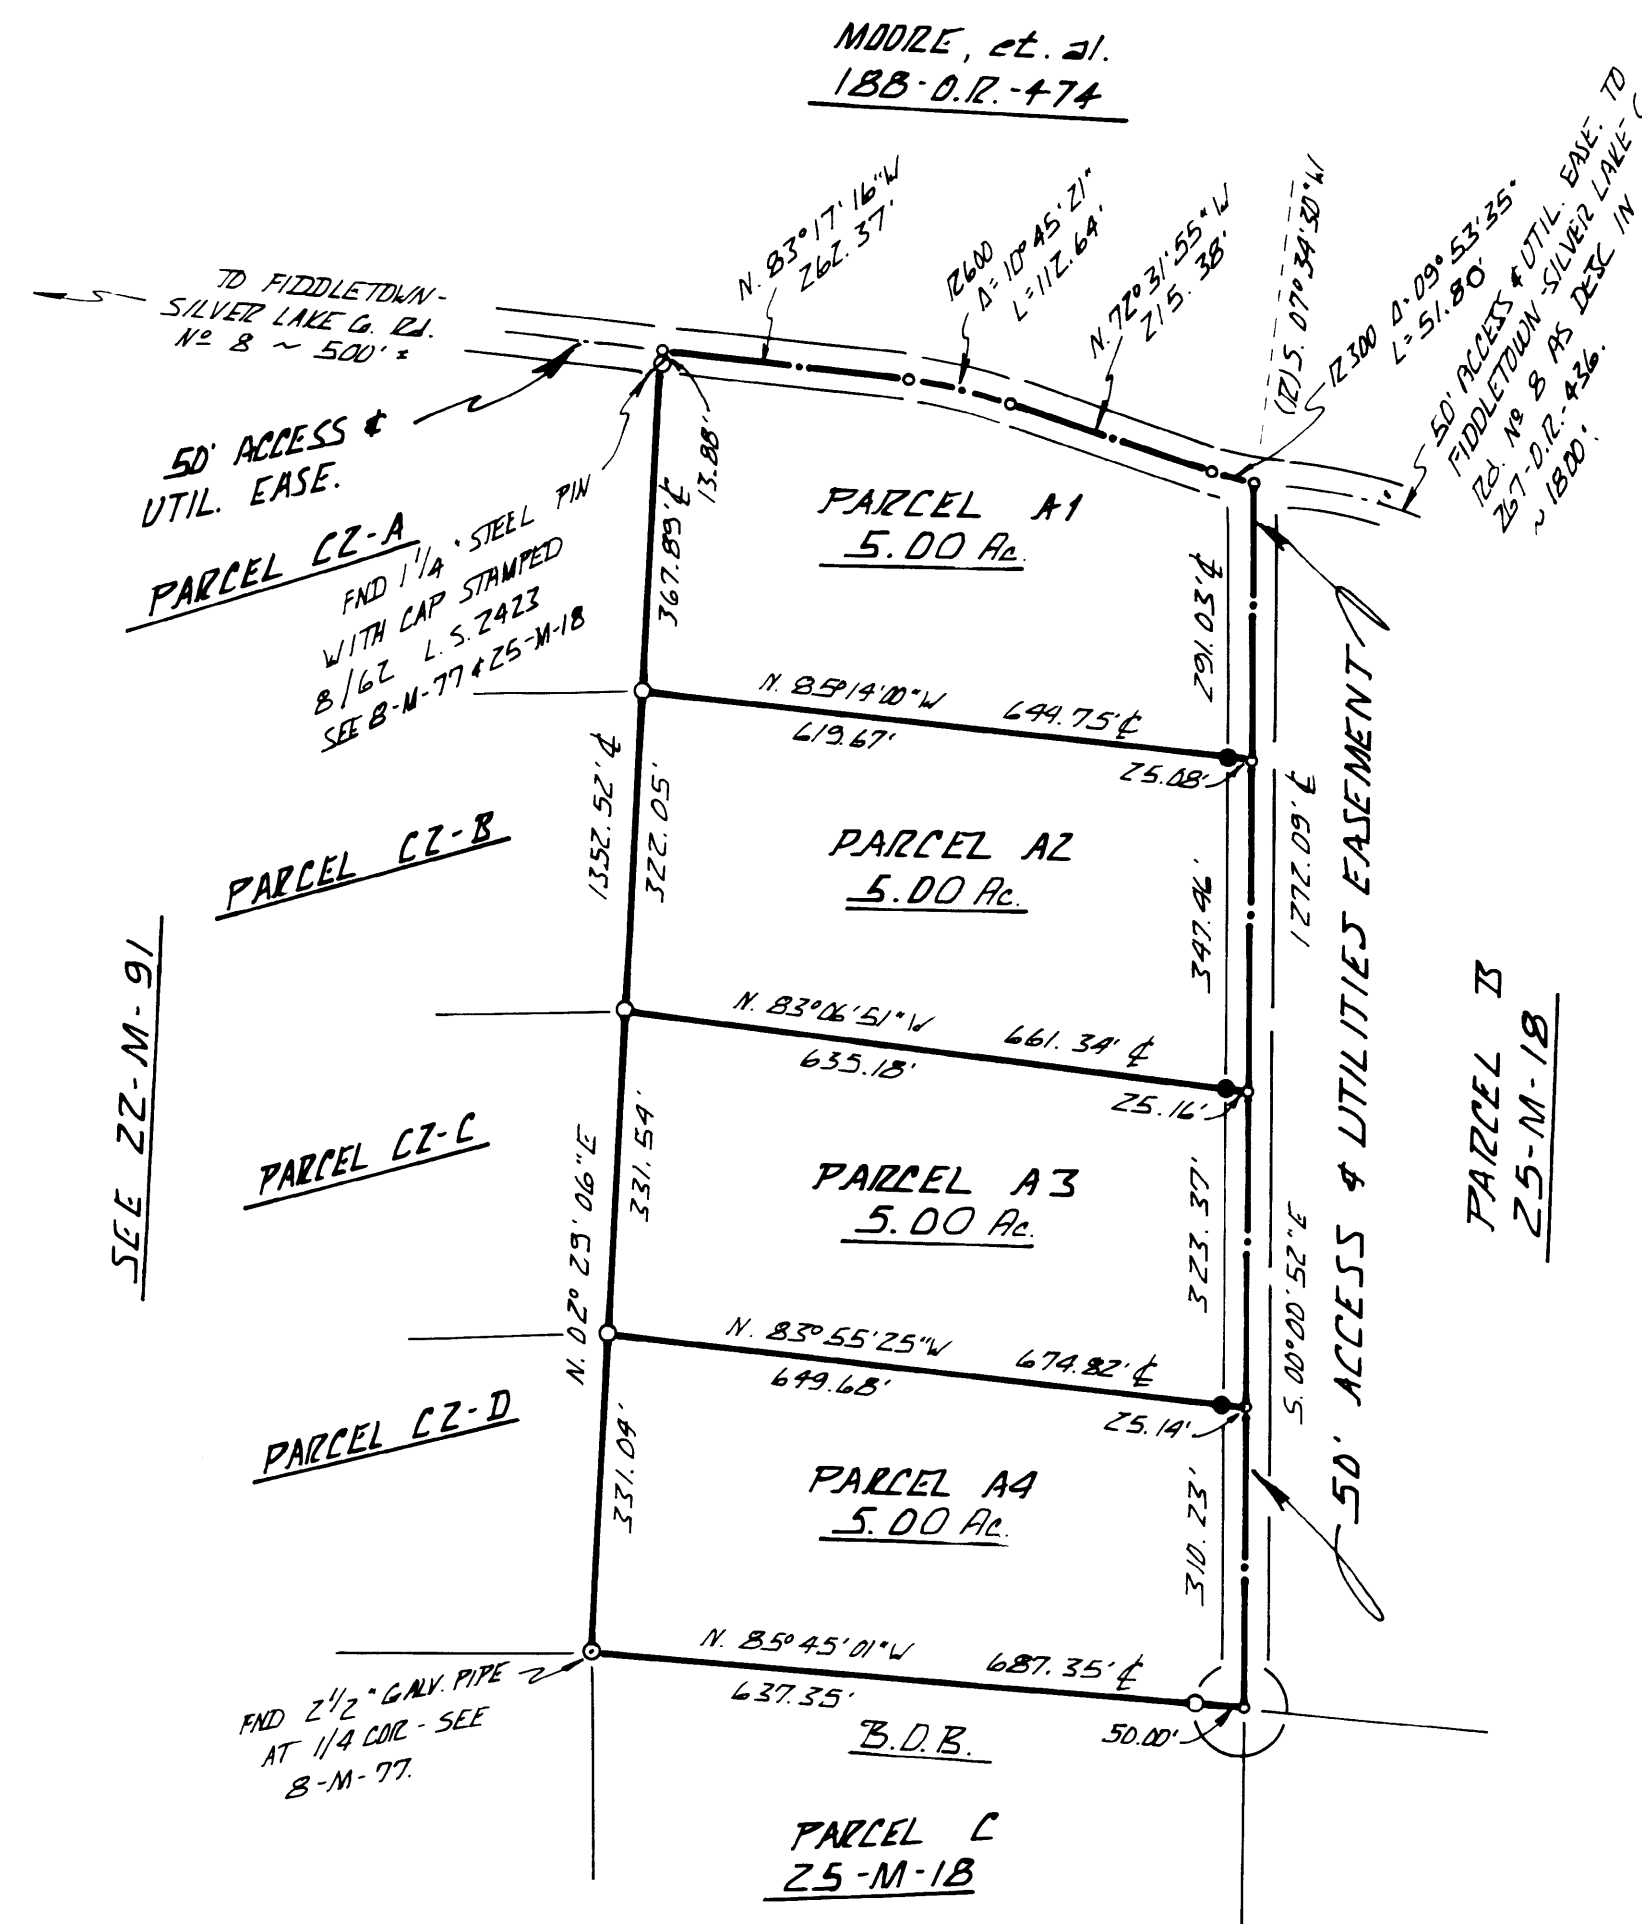 MOORE, et. al.
188-O.R.-474
TO FIDDLETOWN-
SILVER LAKE Co. Rd.
Nº 8 ~ 500' ±
N. 83° 17' 16" W
262.37'
R600
Δ= 10° 45' 21"
L=112.64'
N. 72° 31' 55" W
215.38'
(R) S. 07° 34' 30" W
R300 Δ= 09° 53' 35"
L= 51.80'
50' ACCESS & UTIL. EASE. TO
FIDDLETOWN-SILVER LAKE
Rd. Nº 8 AS DESC IN
267-O.R.-436.
~ 1800'.
50' ACCESS &
UTIL. EASE.
PARCEL C2-A
FND 1 1/4" STEEL PIN
WITH CAP STAMPED
8/62 L.S. 2423
SEE 8-M-77 & 25-M-18
13.88'
367.89' ℄
PARCEL A1
5.00 Ac.
291.03' ℄
N. 85° 14' 00" W
644.75' ℄
619.67'
25.08'
PARCEL C2-B
1352.52' ℄
322.05'
PARCEL A2
5.00 Ac.
347.46'
1272.09' ℄
50' ACCESS & UTILITIES EASEMENT
SEE 22-M-91
N. 83° 06' 51" W
661.34' ℄
635.18'
25.16'
PARCEL B
25-M-18
PARCEL C2-C
N. 02° 29' 06" E
331.54'
PARCEL A3
5.00 Ac.
323.37'
S. 00° 00' 52" E
N. 83° 55' 25" W
674.82' ℄
649.68'
25.14'
PARCEL C2-D
331.04'
PARCEL A4
5.00 Ac.
310.23'
N. 85° 45' 01" W
687.35' ℄
637.35'
50.00'
FND 2 1/2" GALV. PIPE
AT 1/4 COR - SEE
8-M-77.
B.O.B.
PARCEL C
25-M-18